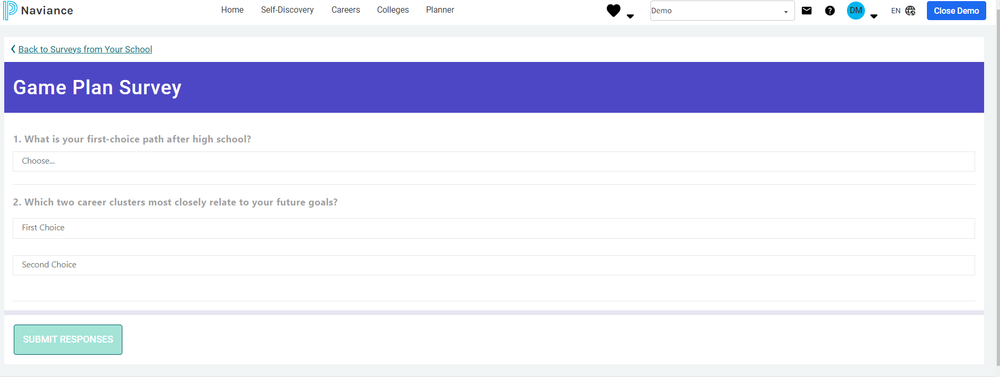 Naviance Home Self-Discovery Careers Colleges Planner Demo ? DM EN Close Demo
Back to Surveys from Your School
Game Plan Survey
1. What is your first-choice path after high school?
Choose...
2. Which two career clusters most closely relate to your future goals?
First Choice
Second Choice
SUBMIT RESPONSES